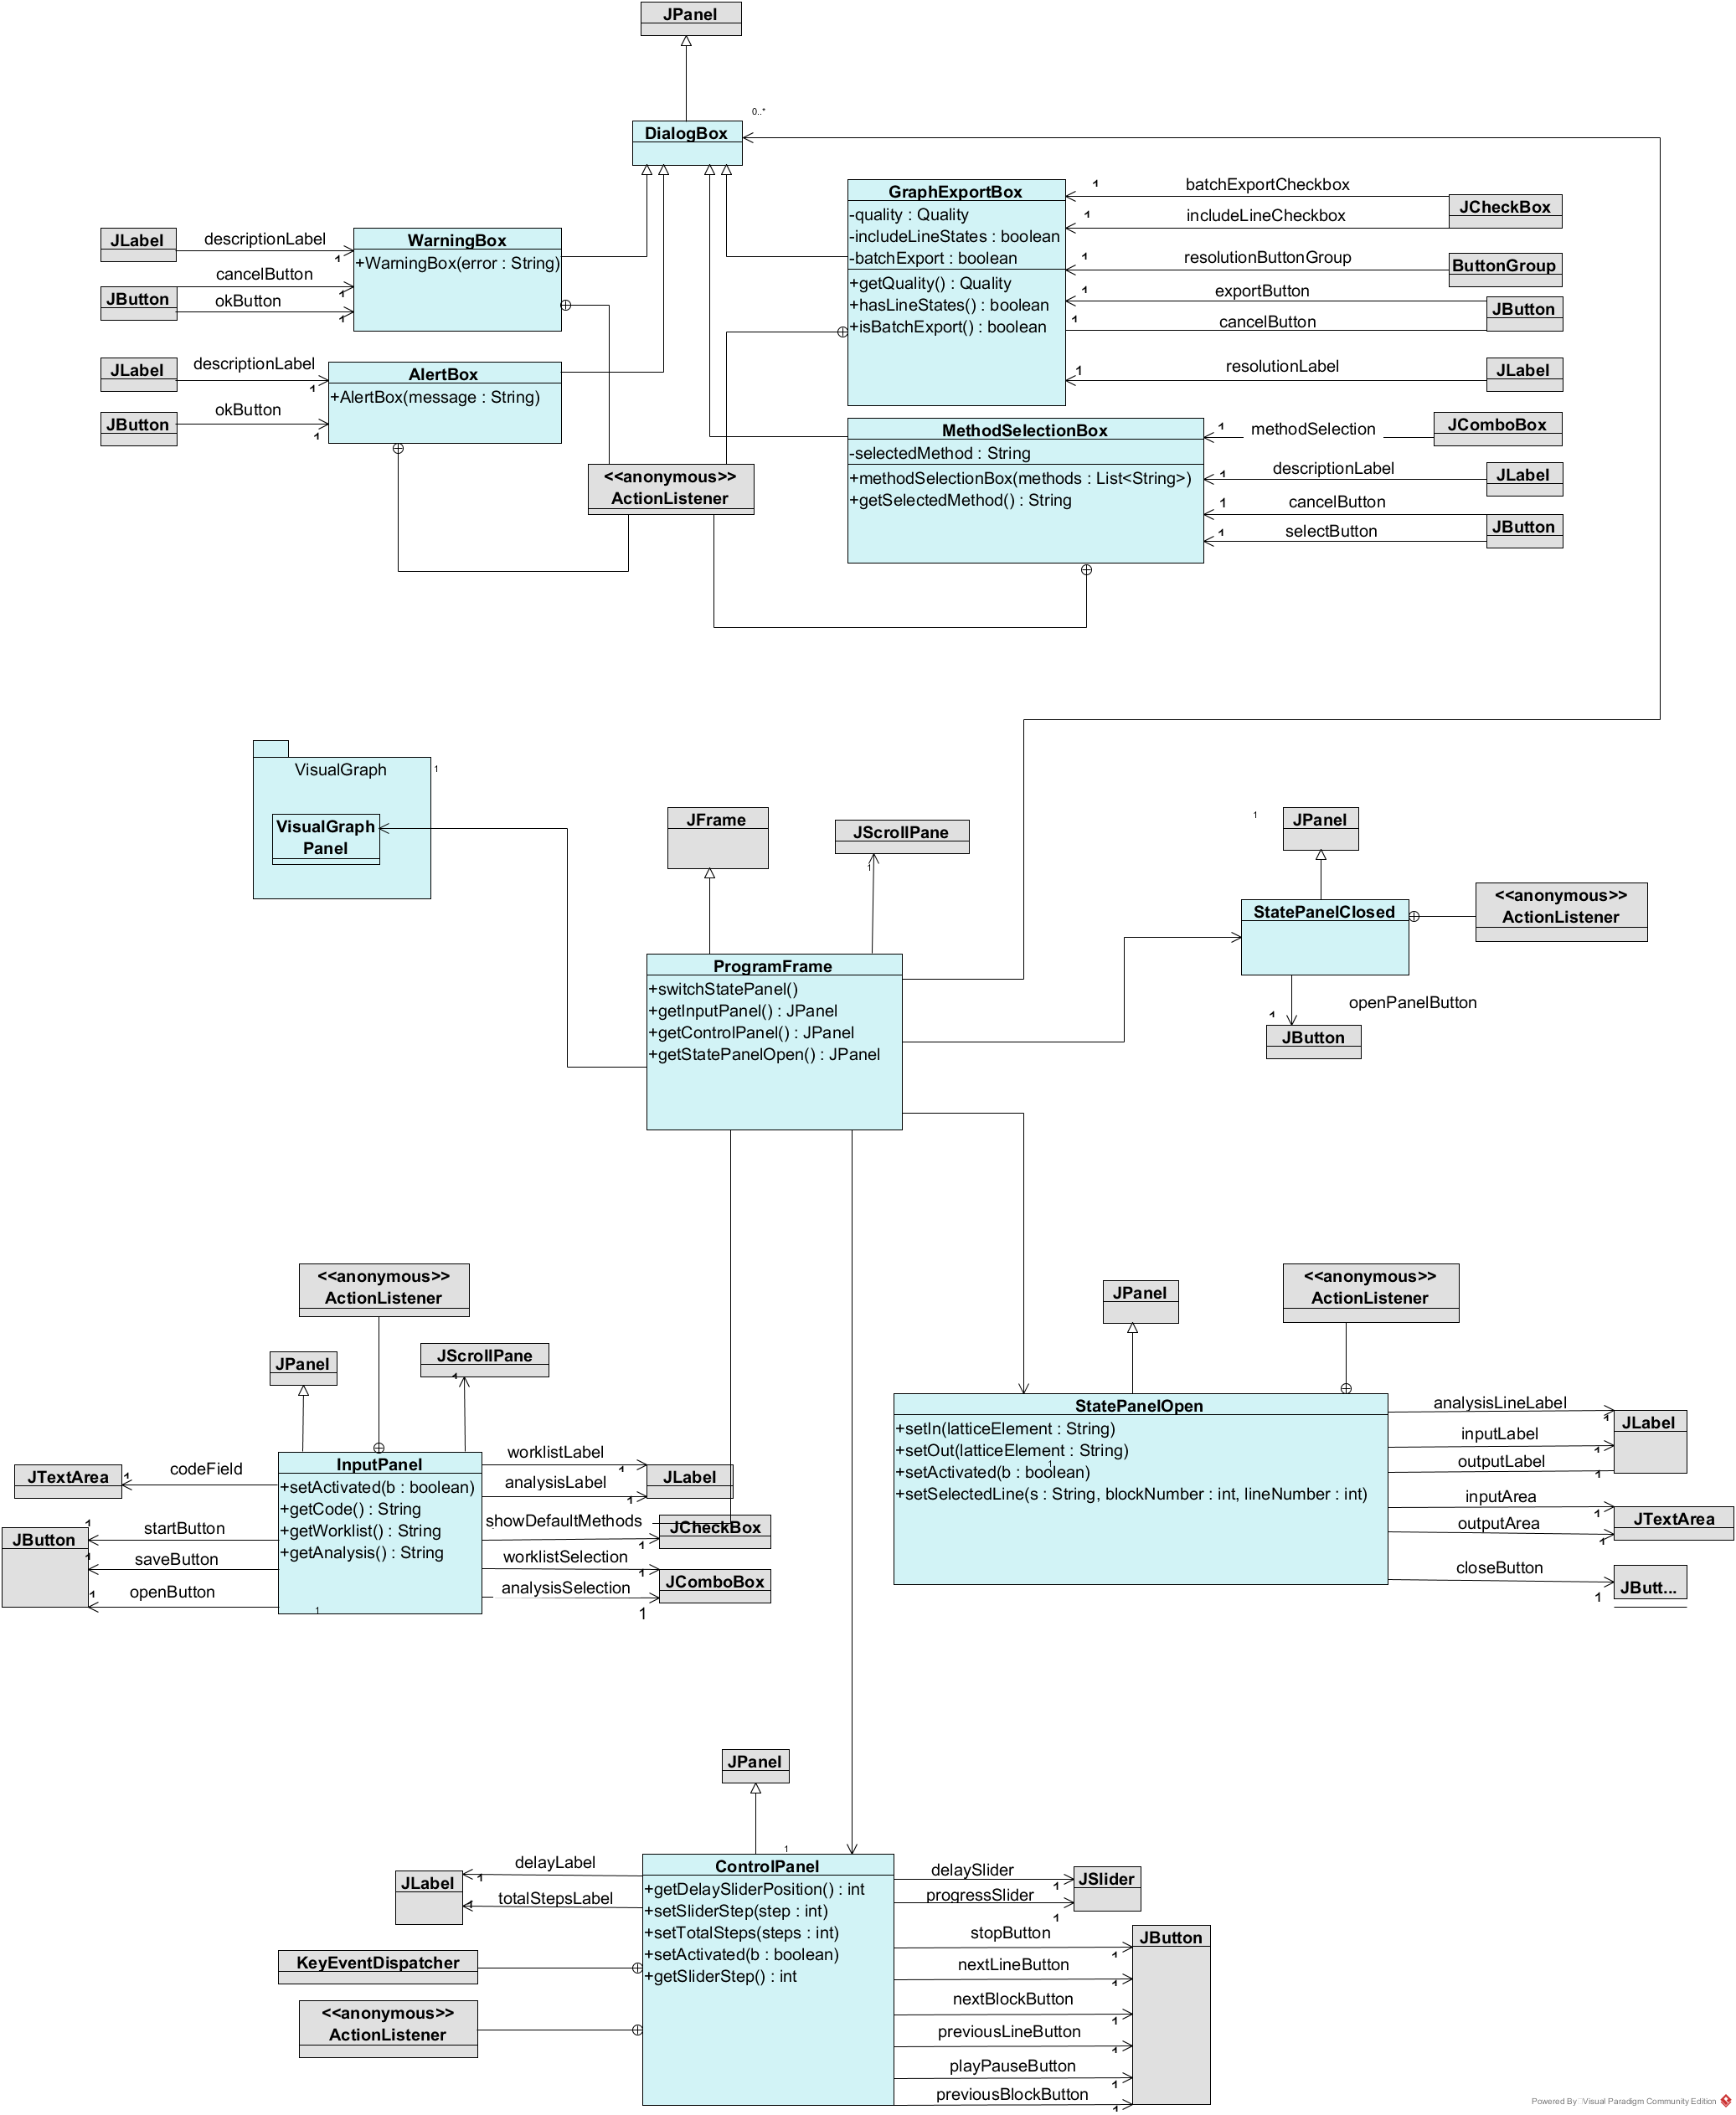 JPanel
0..*
DialogBox
GraphExportBox
-quality : Quality
-includeLineStates : boolean
-batchExport : boolean
+getQuality() : Quality
+hasLineStates() : boolean
+isBatchExport() : boolean
1
batchExportCheckbox
JCheckBox
1
includeLineCheckbox
1
resolutionButtonGroup
ButtonGroup
1
exportButton
JButton
1
cancelButton
1
resolutionLabel
JLabel
JLabel
descriptionLabel
1
cancelButton
JButton
1
okButton
1
WarningBox
+WarningBox(error : String)
JLabel
descriptionLabel
1
JButton
okButton
1
AlertBox
+AlertBox(message : String)
<<anonymous>>
ActionListener
MethodSelectionBox
-selectedMethod : String
+methodSelectionBox(methods : List<String>)
+getSelectedMethod() : String
1
methodSelection
JComboBox
1
descriptionLabel
JLabel
1
cancelButton
JButton
1
selectButton
VisualGraph
1
VisualGraph
Panel
JFrame
JScrollPane
1
1
JPanel
StatePanelClosed
<<anonymous>>
ActionListener
openPanelButton
1
JButton
ProgramFrame
+switchStatePanel()
+getInputPanel() : JPanel
+getControlPanel() : JPanel
+getStatePanelOpen() : JPanel
<<anonymous>>
ActionListener
JPanel
JScrollPane
1
InputPanel
+setActivated(b : boolean)
+getCode() : String
+getWorklist() : String
+getAnalysis() : String
1
JTextArea
1
codeField
JButton
1
startButton
1
saveButton
1
openButton
worklistLabel
1
JLabel
analysisLabel
1
showDefaultMethods
1
JCheckBox
worklistSelection
1
JComboBox
analysisSelection
1
JPanel
<<anonymous>>
ActionListener
StatePanelOpen
+setIn(latticeElement : String)
+setOut(latticeElement : String)
+setActivated(b : boolean)
1
+setSelectedLine(s : String, blockNumber : int, lineNumber : int)
analysisLineLabel
1
JLabel
inputLabel
1
outputLabel
1
inputArea
1
JTextArea
outputArea
1
closeButton
1
JButt...
JPanel
1
ControlPanel
+getDelaySliderPosition() : int
+setSliderStep(step : int)
+setTotalSteps(steps : int)
+setActivated(b : boolean)
+getSliderStep() : int
JLabel
delayLabel
1
totalStepsLabel
1
KeyEventDispatcher
<<anonymous>>
ActionListener
delaySlider
1
JSlider
progressSlider
1
stopButton
1
JButton
nextLineButton
1
nextBlockButton
1
previousLineButton
1
playPauseButton
1
previousBlockButton
1
Powered By Visual Paradigm Community Edition